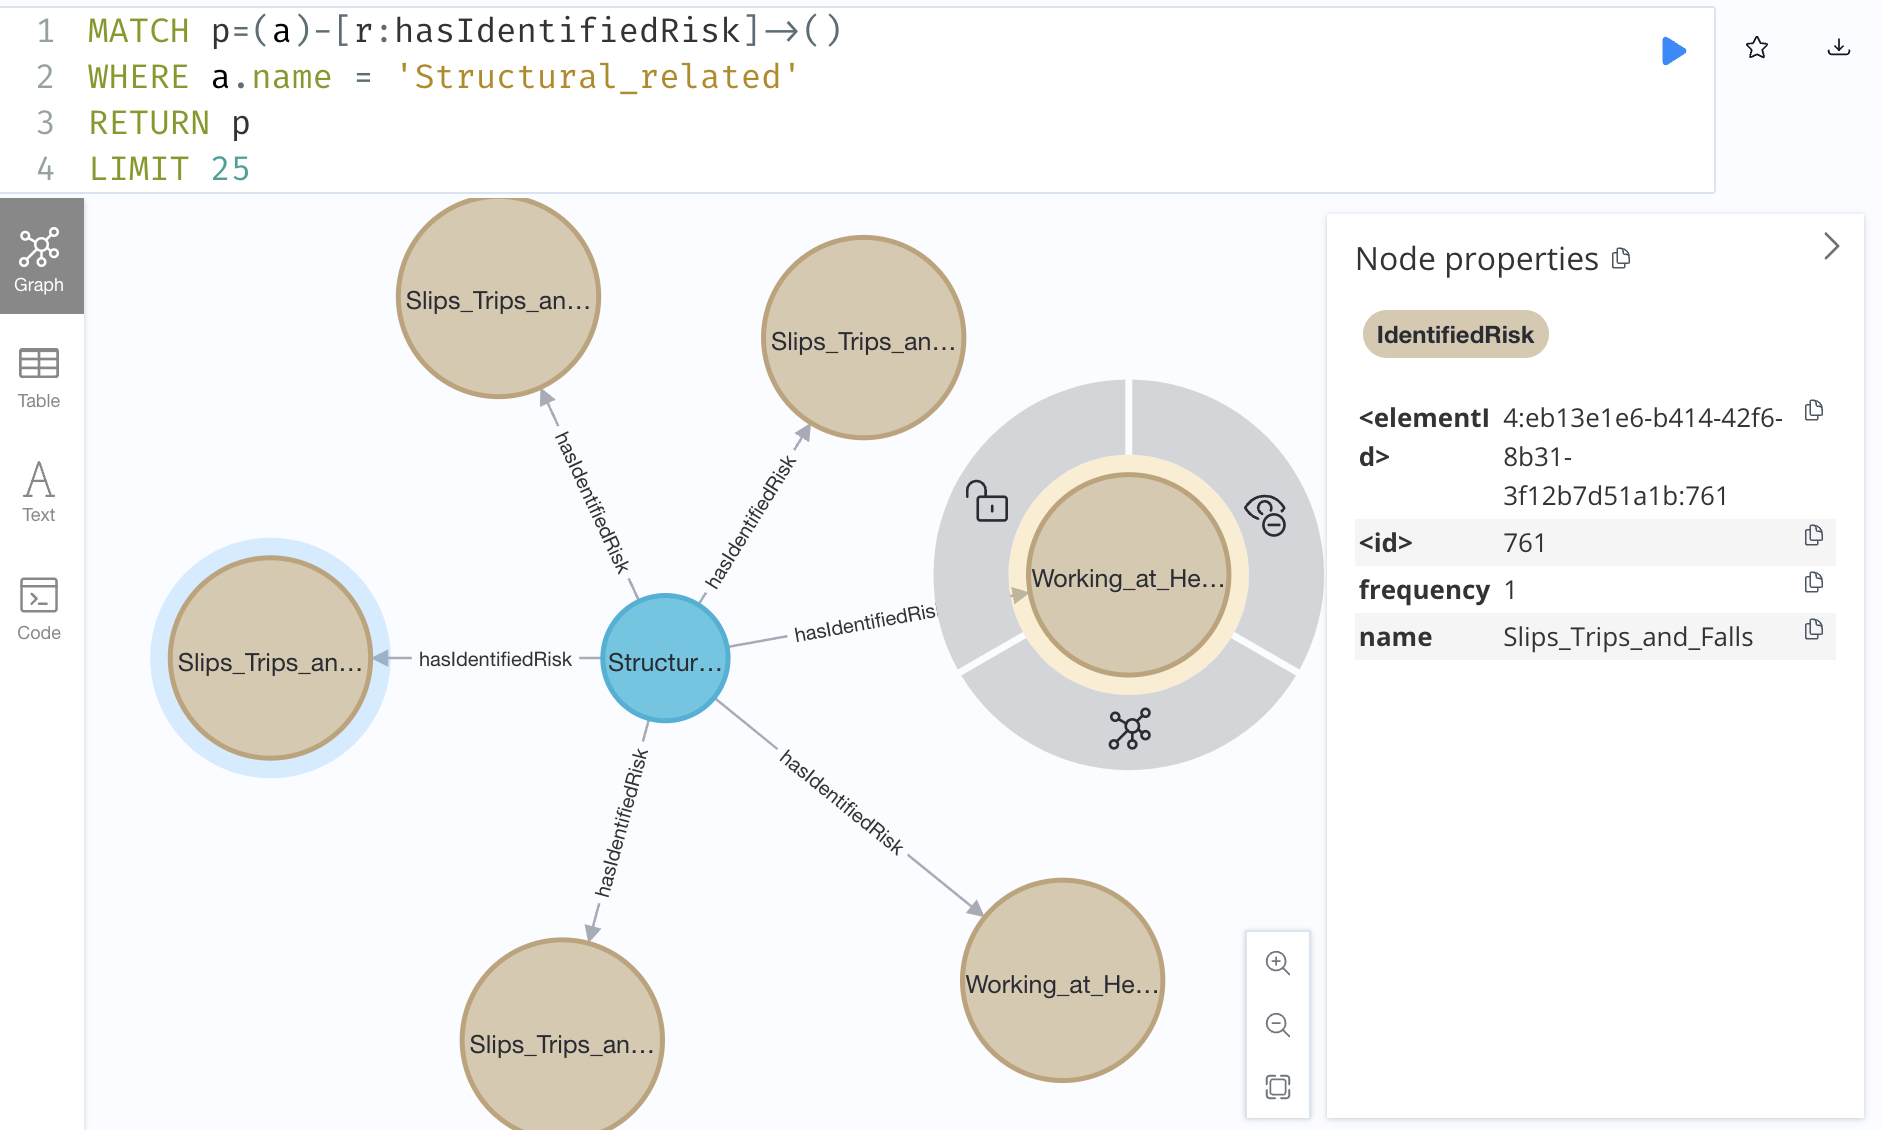 1 MATCH p=(a)-[r:hasIdentifiedRisk]→()
2 WHERE a.name = 'Structural_related'
3 RETURN p
4 LIMIT 25
Graph
Table
Text
Code
Slips_Trips_an...
Slips_Trips_an...
hasIdentifiedRisk
hasIdentifiedRisk
Working_at_He...
hasIdentifiedRis
Slips_Trips_an...
hasIdentifiedRisk
Structur...
hasIdentifiedRisk
hasIdentifiedRisk
Working_at_He...
Slips_Trips_an...
Node properties
IdentifiedRisk
<elementI
d>
4:eb13e1e6-b414-42f6-
8b31-
3f12b7d51a1b:761
<id> 761
frequency 1
name Slips_Trips_and_Falls